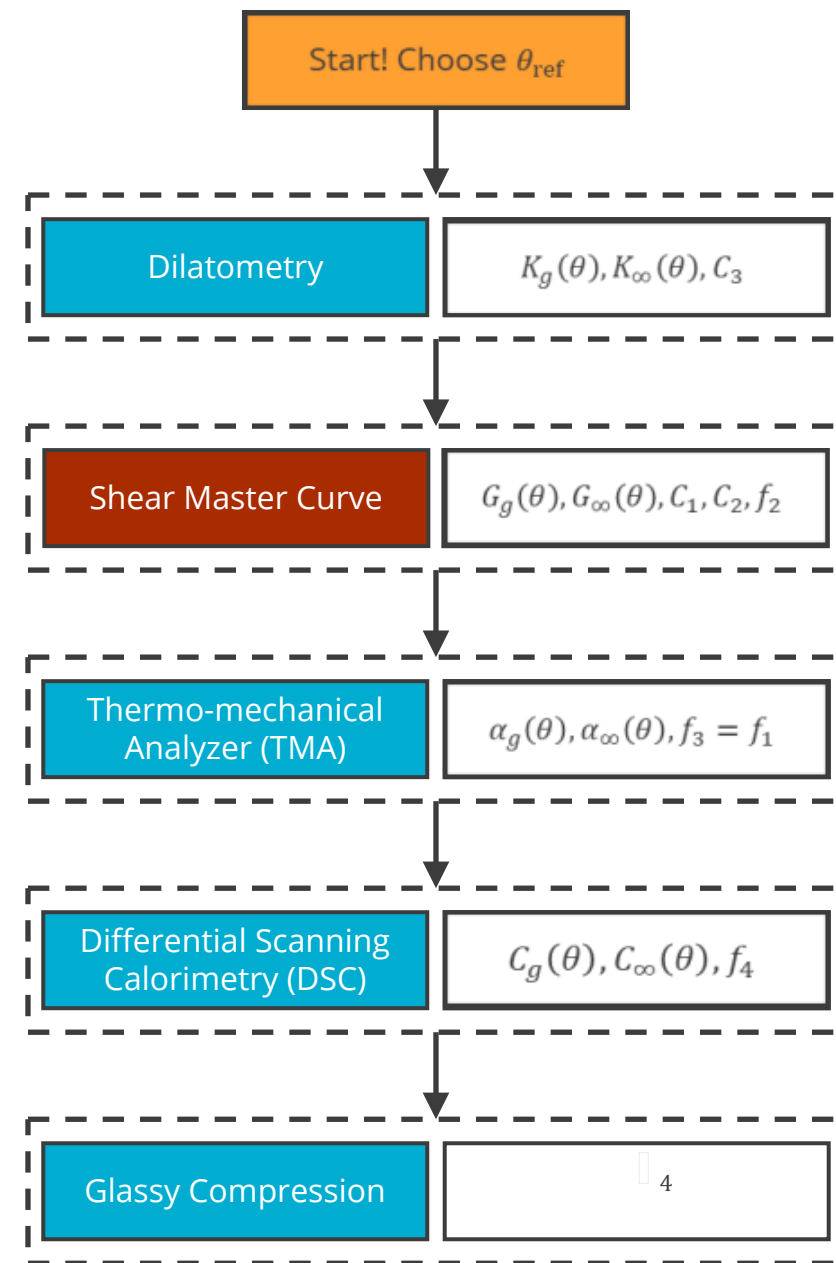 Start! Choose θref
Dilatometry
Kg(θ), K∞(θ), C3
Shear Master Curve
Gg(θ), G∞(θ), C1, C2, f2
Thermo-mechanical
Analyzer (TMA)
αg(θ), α∞(θ), f3 = f1
Differential Scanning
Calorimetry (DSC)
Cg(θ), C∞(θ), f4
Glassy Compression
4